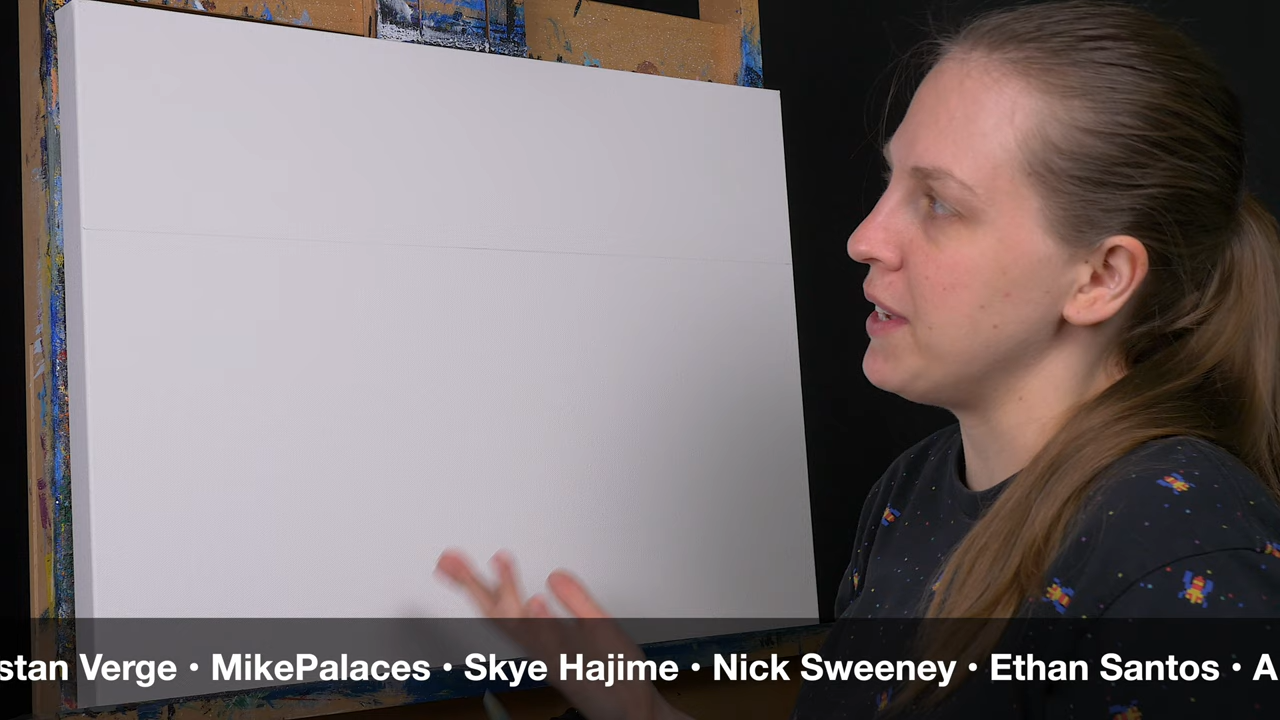 stan Verge • MikePalaces • Skye Hajime • Nick Sweeney • Ethan Santos • A